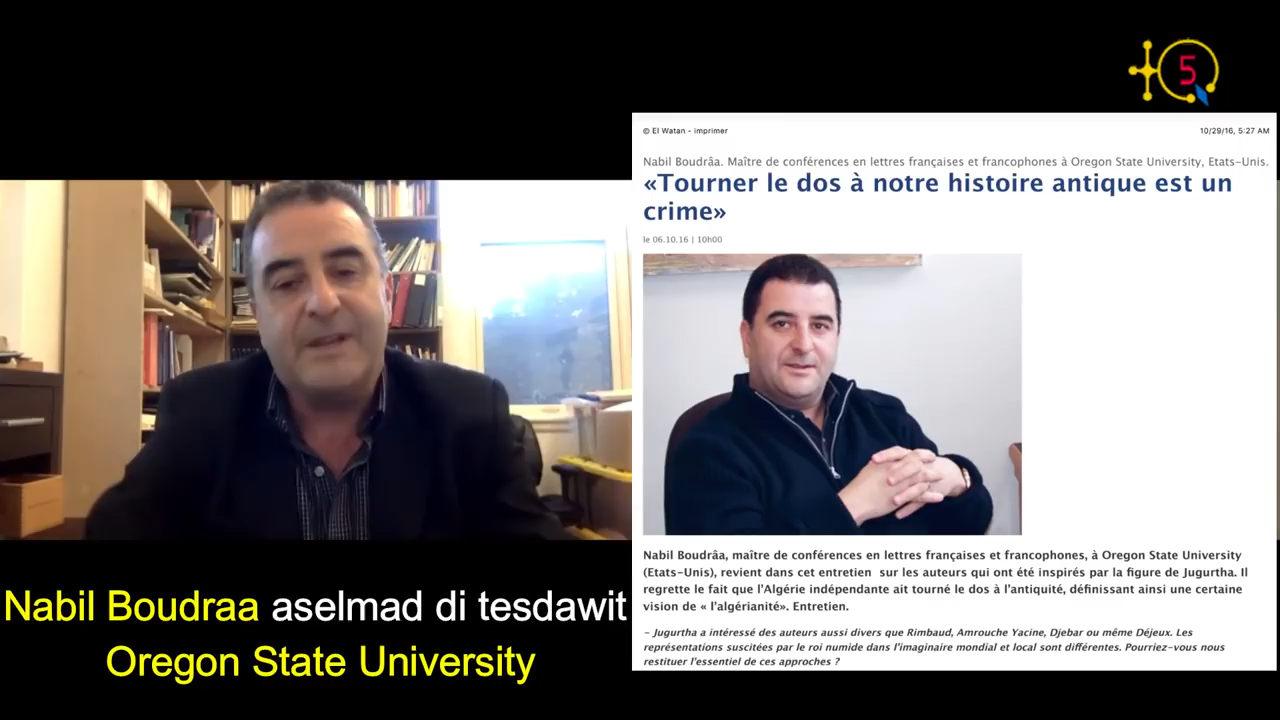 5
© El Watan - imprimer
10/29/16, 5:27 AM
Nabil Boudrâa. Maître de conférences en lettres françaises et francophones à Oregon State University, Etats-Unis.
«Tourner le dos à notre histoire antique est un
crime»
le 06.10.16 | 10h00
Nabil Boudrâa, maître de conférences en lettres françaises et francophones, à Oregon State University
(Etats-Unis), revient dans cet entretien sur les auteurs qui ont été inspirés par la figure de Jugurtha. Il
regrette le fait que l'Algérie indépendante ait tourné le dos à l'antiquité, définissant ainsi une certaine
vision de « l'algérianité». Entretien.
- Jugurtha a intéressé des auteurs aussi divers que Rimbaud, Amrouche Yacine, Djebar ou même Déjeux. Les
représentations suscitées par le roi numide dans l'imaginaire mondial et local sont différentes. Pourriez-vous nous
restituer l'essentiel de ces approches ?
Nabil Boudraa aselmad di tesdawit
Oregon State University